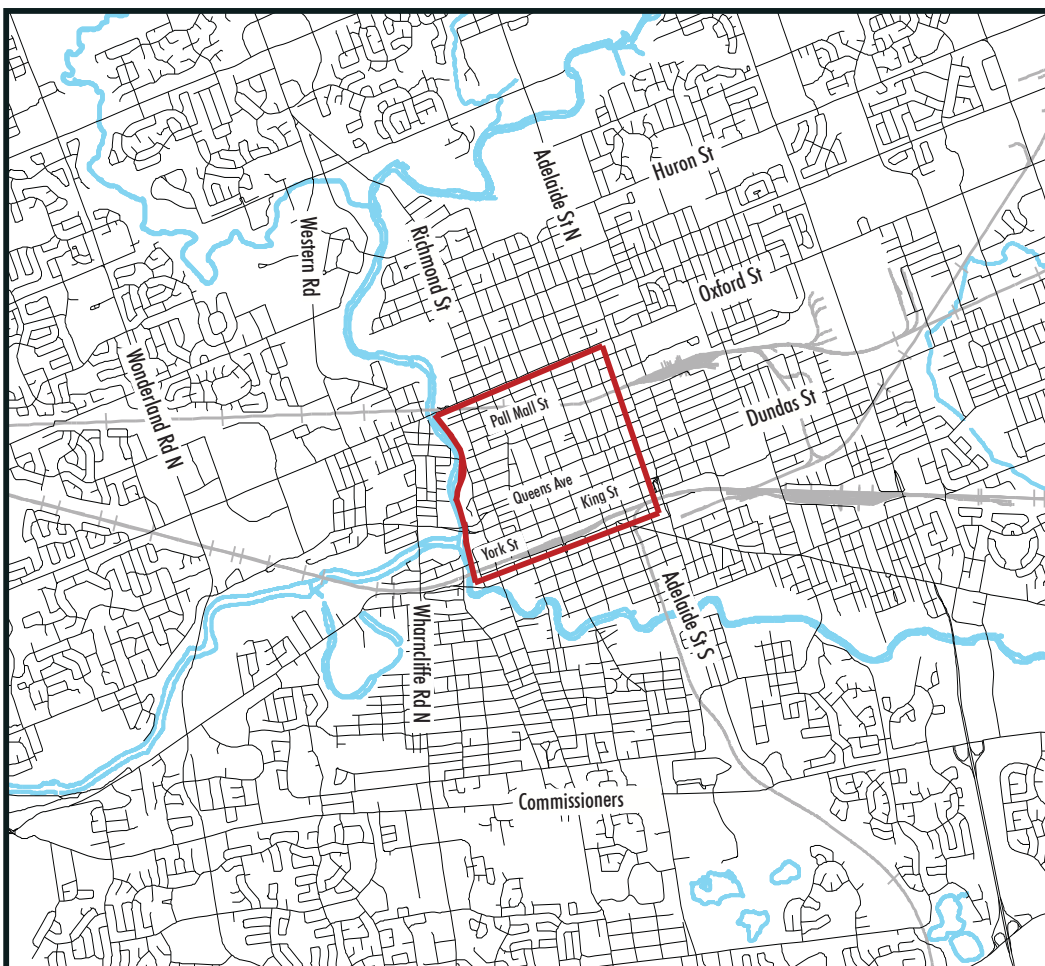 Huron St
Adelaide St N
Western Rd
Richmond St
Oxford St
Wonderland Rd N
Pall Mall St
Dundas St
Queens Ave
King St
York St
Adelaide St S
Wharncliffe Rd N
Commissioners